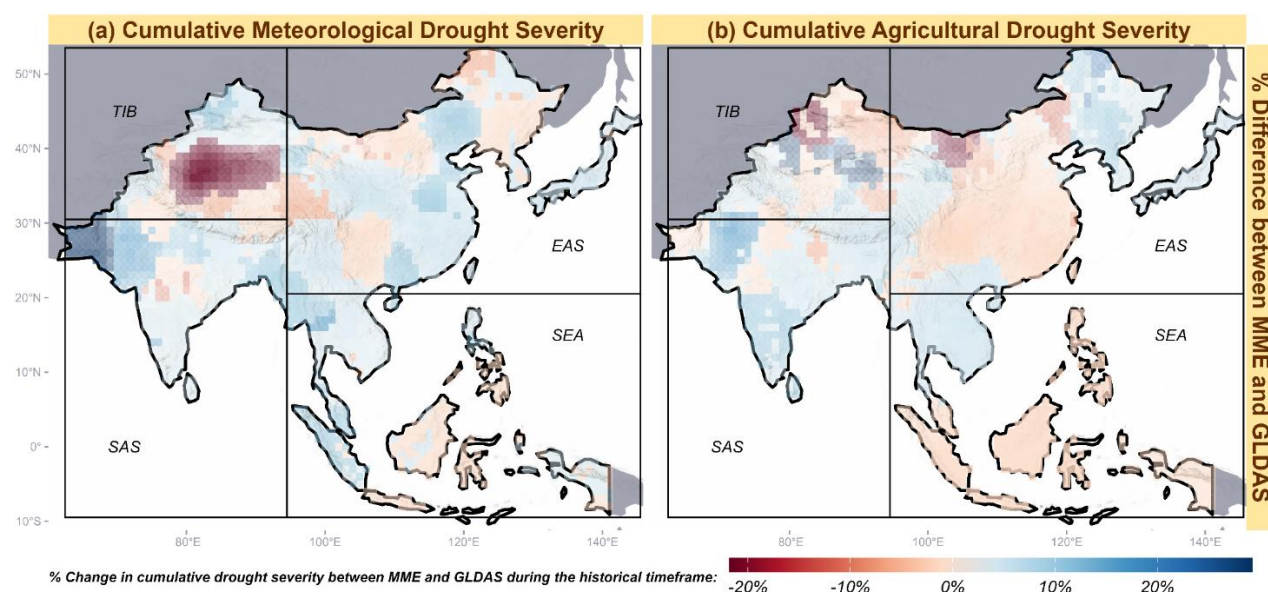 (a) Cumulative Meteorological Drought Severity
(b) Cumulative Agricultural Drought Severity
% Difference between MME and GLDAS
50°N
40°N
30°N
20°N
10°N
0°
10°S
TIB
EAS
SEA
SAS
TIB
EAS
SEA
SAS
80°E
100°E
120°E
140°E
80°E
100°E
120°E
140°E
% Change in cumulative drought severity between MME and GLDAS during the historical timeframe:
-20%
-10%
0%
10%
20%